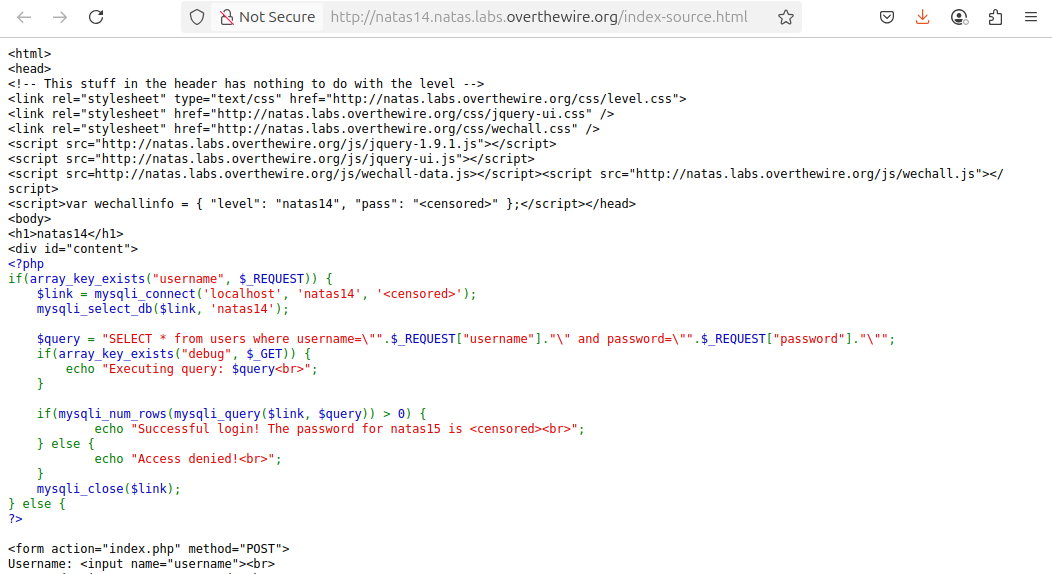 Not Secure http://natas14.natas.labs.overthewire.org/index-source.html
<html>
<head>
<!-- This stuff in the header has nothing to do with the level -->
<link rel="stylesheet" type="text/css" href="http://natas.labs.overthewire.org/css/level.css">
<link rel="stylesheet" href="http://natas.labs.overthewire.org/css/jquery-ui.css" />
<link rel="stylesheet" href="http://natas.labs.overthewire.org/css/wechall.css" />
<script src="http://natas.labs.overthewire.org/js/jquery-1.9.1.js"></script>
<script src="http://natas.labs.overthewire.org/js/jquery-ui.js"></script>
<script src=http://natas.labs.overthewire.org/js/wechall-data.js></script><script src="http://natas.labs.overthewire.org/js/wechall.js"></
script>
<script>var wechallinfo = { "level": "natas14", "pass": "<censored>" };</script></head>
<body>
<h1>natas14</h1>
<div id="content">
<?php
if(array_key_exists("username", $_REQUEST)) {
    $link = mysqli_connect('localhost', 'natas14', '<censored>');
    mysqli_select_db($link, 'natas14');

    $query = "SELECT * from users where username=\"".$_REQUEST["username"]."\" and password=\"".$_REQUEST["password"]."\"";
    if(array_key_exists("debug", $_GET)) {
        echo "Executing query: $query<br>";
    }

    if(mysqli_num_rows(mysqli_query($link, $query)) > 0) {
            echo "Successful login! The password for natas15 is <censored><br>";
    } else {
            echo "Access denied!<br>";
    }
    mysqli_close($link);
} else {
?>

<form action="index.php" method="POST">
Username: <input name="username"><br>